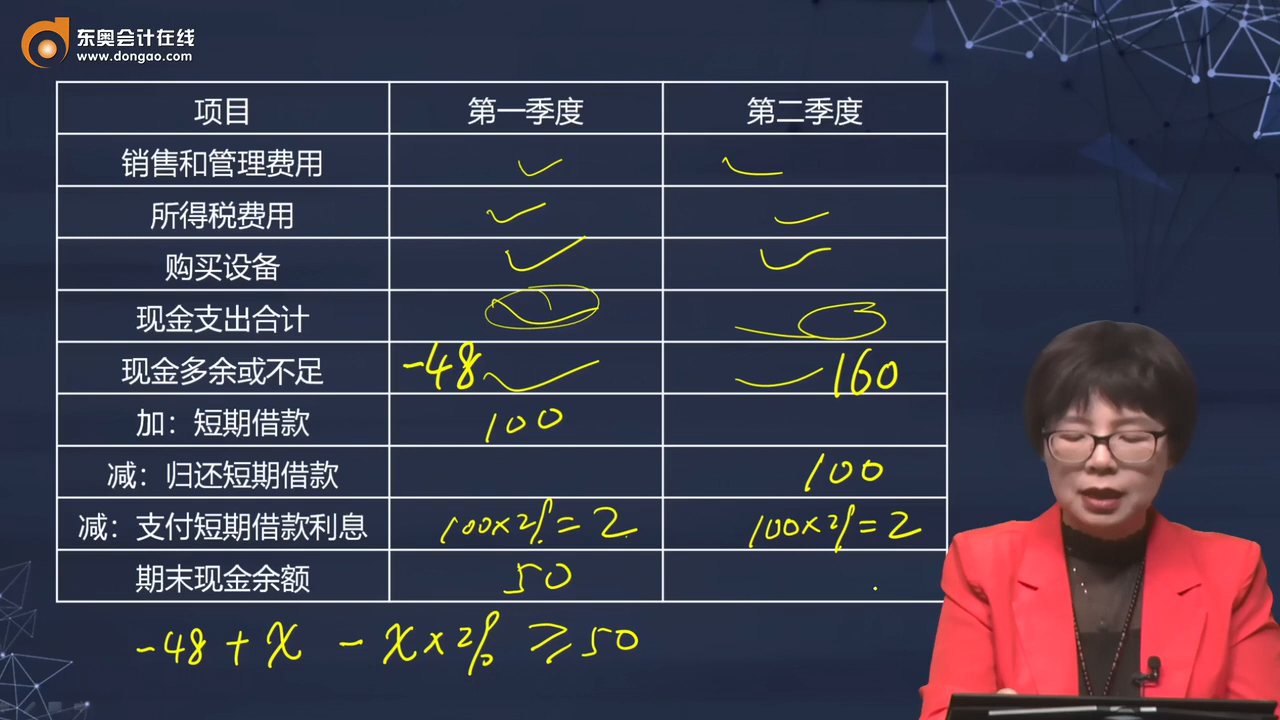 东奥会计在线
www.dongao.com
项目 第一季度 第二季度
销售和管理费用
所得税费用
购买设备
现金支出合计
现金多余或不足 -48 160
加：短期借款 100
减：归还短期借款 100
减：支付短期借款利息 100×2%=2 100×2%=2
期末现金余额 50
-48+x-x×2%≥50